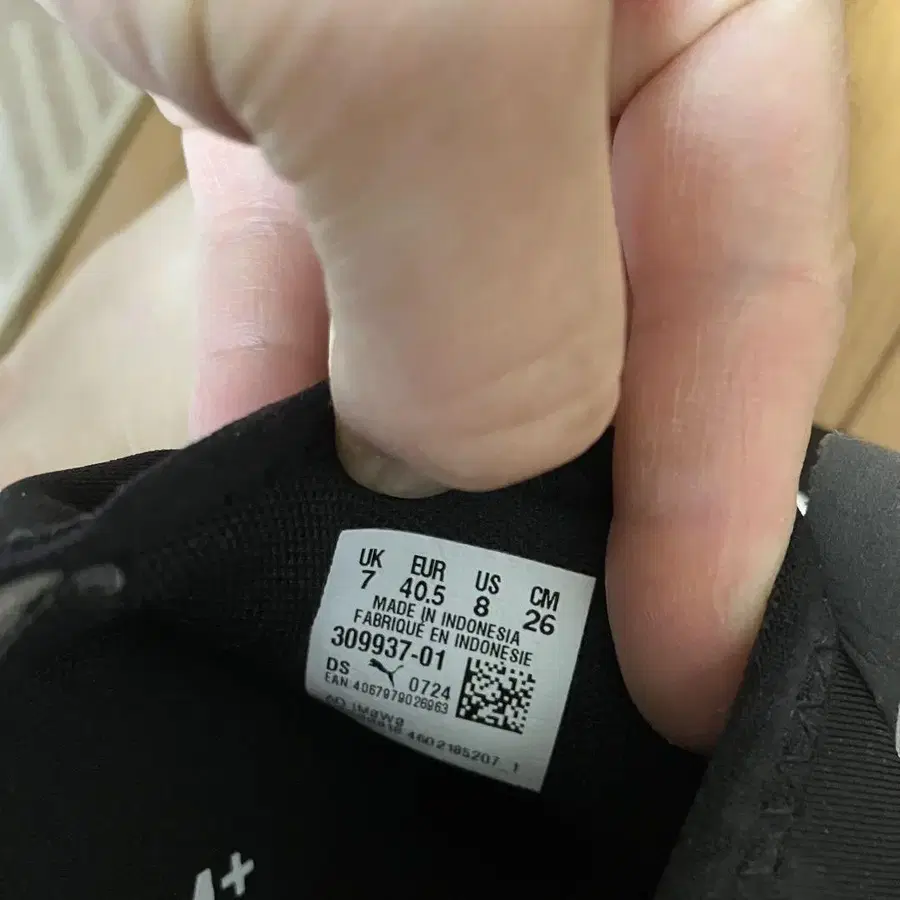 UK EUR US CM
7 40.5 8 26
MADE IN INDONESIA
FABRIQUÉ EN INDONESIE
309937-01
DS 0724
EAN 4067979026963
4602185207_1
A+